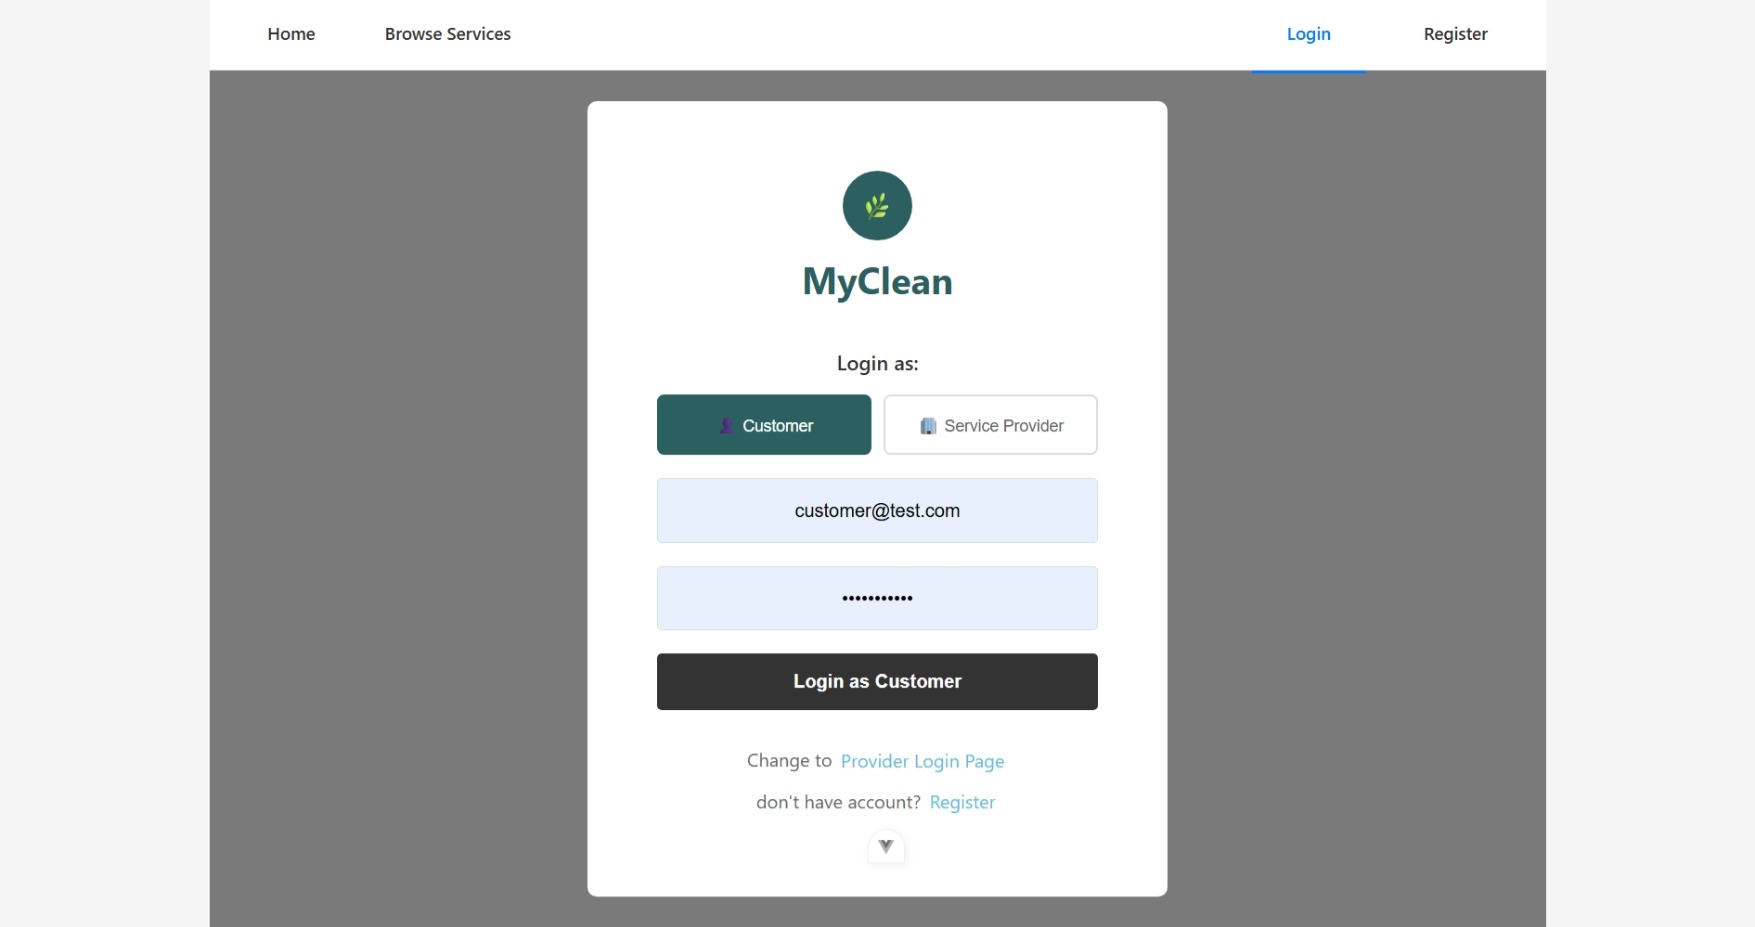 Home Browse Services Login Register
MyClean
Login as:
Customer Service Provider
customer@test.com
•••••••••••
Login as Customer
Change to Provider Login Page
don't have account? Register